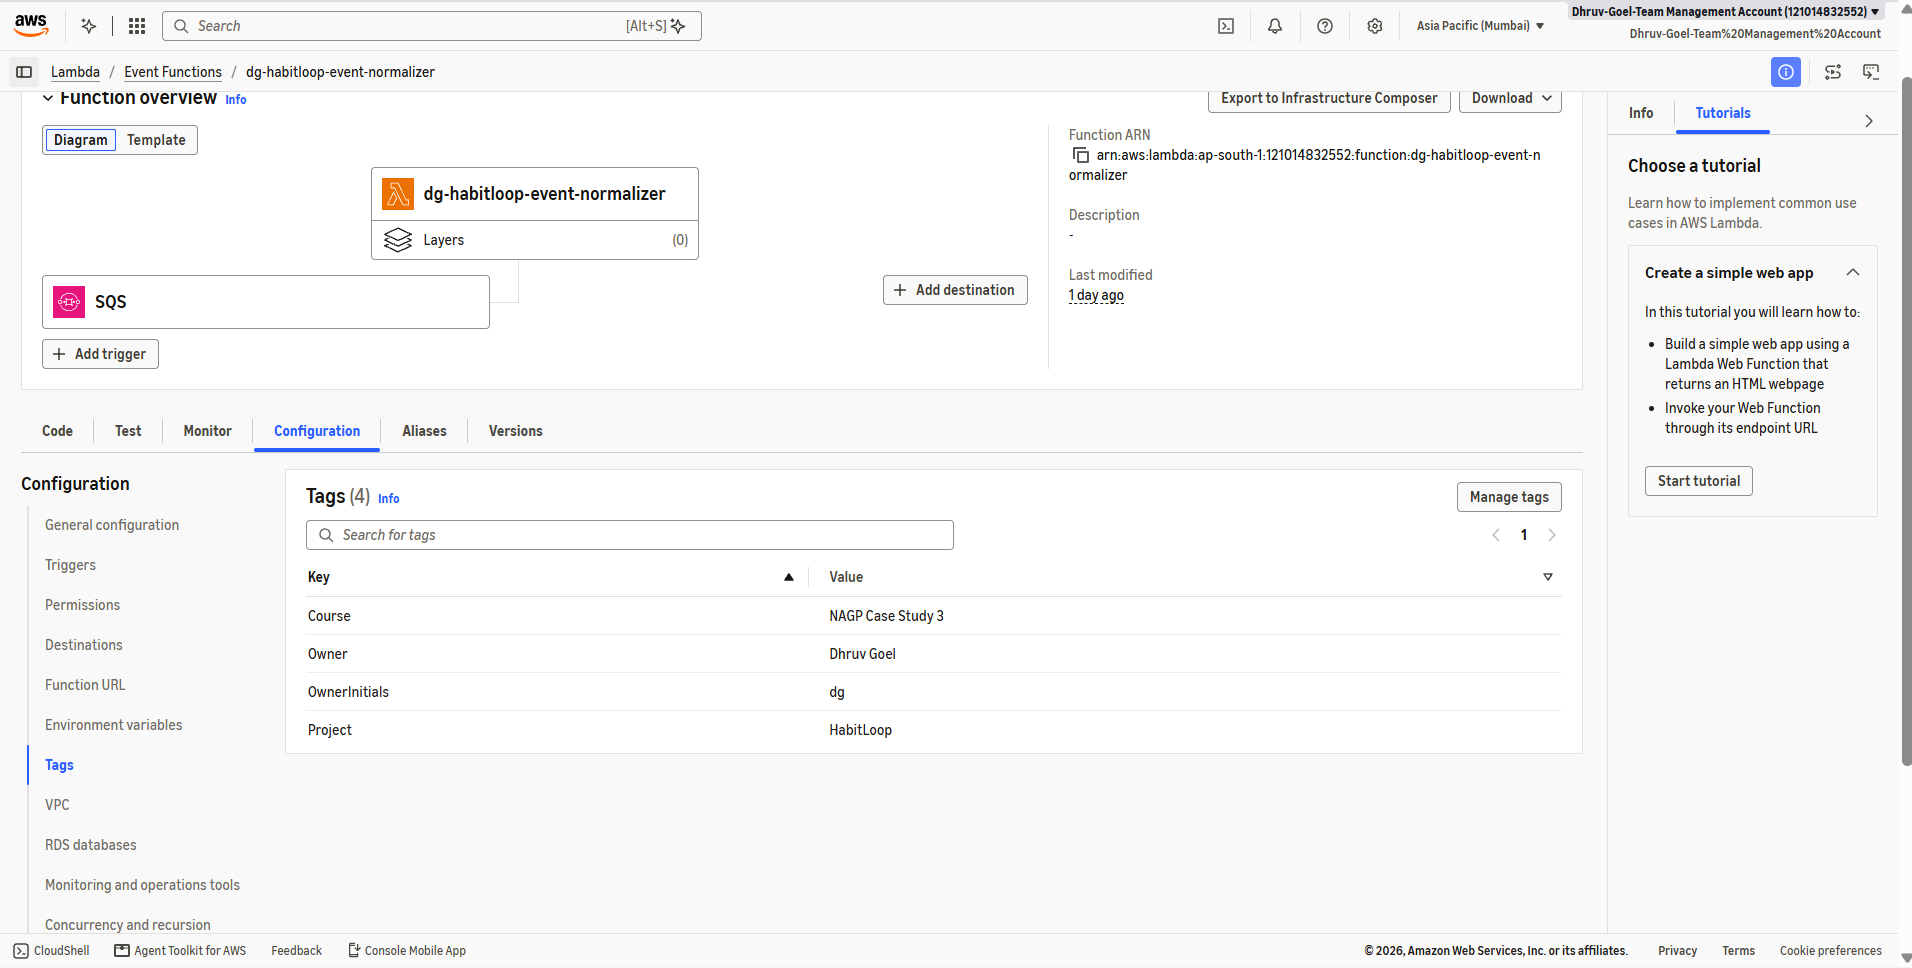 aws
Search
[Alt+S]
Asia Pacific (Mumbai)
Dhruv-Goel-Team Management Account (121014832552)
Dhruv-Goel-Team%20Management%20Account
Lambda / Event Functions / dg-habitloop-event-normalizer
Function overview Info
Export to Infrastructure Composer
Download
Diagram
Template
dg-habitloop-event-normalizer
Layers
(0)
SQS
+ Add destination
+ Add trigger
Function ARN
arn:aws:lambda:ap-south-1:121014832552:function:dg-habitloop-event-n
ormalizer
Description
-
Last modified
1 day ago
Code
Test
Monitor
Configuration
Aliases
Versions
Configuration
General configuration
Triggers
Permissions
Destinations
Function URL
Environment variables
Tags
VPC
RDS databases
Monitoring and operations tools
Concurrency and recursion
Tags (4) Info
Manage tags
Search for tags
1
Key Value
Course NAGP Case Study 3
Owner Dhruv Goel
OwnerInitials dg
Project HabitLoop
Info
Tutorials
Choose a tutorial
Learn how to implement common use
cases in AWS Lambda.
Create a simple web app
In this tutorial you will learn how to:
• Build a simple web app using a
Lambda Web Function that
returns an HTML webpage
• Invoke your Web Function
through its endpoint URL
Start tutorial
CloudShell
Agent Toolkit for AWS
Feedback
Console Mobile App
© 2026, Amazon Web Services, Inc. or its affiliates.
Privacy
Terms
Cookie preferences